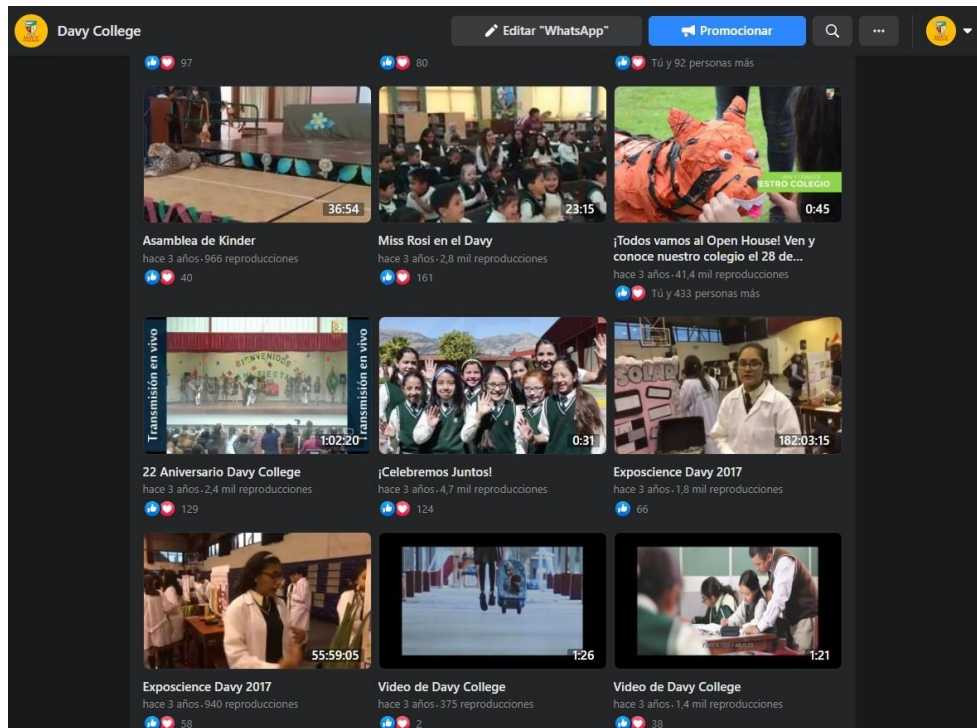 Davy College
Editar "WhatsApp"
Promocionar
97
80
Tú y 92 personas más
36:54
23:15
ESTRO COLEGIO
0:45
Asamblea de Kinder
hace 3 años · 966 reproducciones
40
Miss Rosi en el Davy
hace 3 años · 2,8 mil reproducciones
161
¡Todos vamos al Open House! Ven y
conoce nuestro colegio el 28 de...
hace 3 años · 41,4 mil reproducciones
Tú y 433 personas más
Transmisión en vivo
BIENVENIDOS
1:02:20
Transmisión en vivo
0:31
SOLAR
182:03:15
22 Aniversario Davy College
hace 3 años · 2,4 mil reproducciones
129
¡Celebremos Juntos!
hace 3 años · 4,7 mil reproducciones
124
Exposcience Davy 2017
hace 3 años · 1,8 mil reproducciones
66
55:59:05
1:26
1:21
Exposcience Davy 2017
hace 3 años · 940 reproducciones
58
Video de Davy College
hace 3 años · 375 reproducciones
2
Video de Davy College
hace 3 años · 1,4 mil reproducciones
38